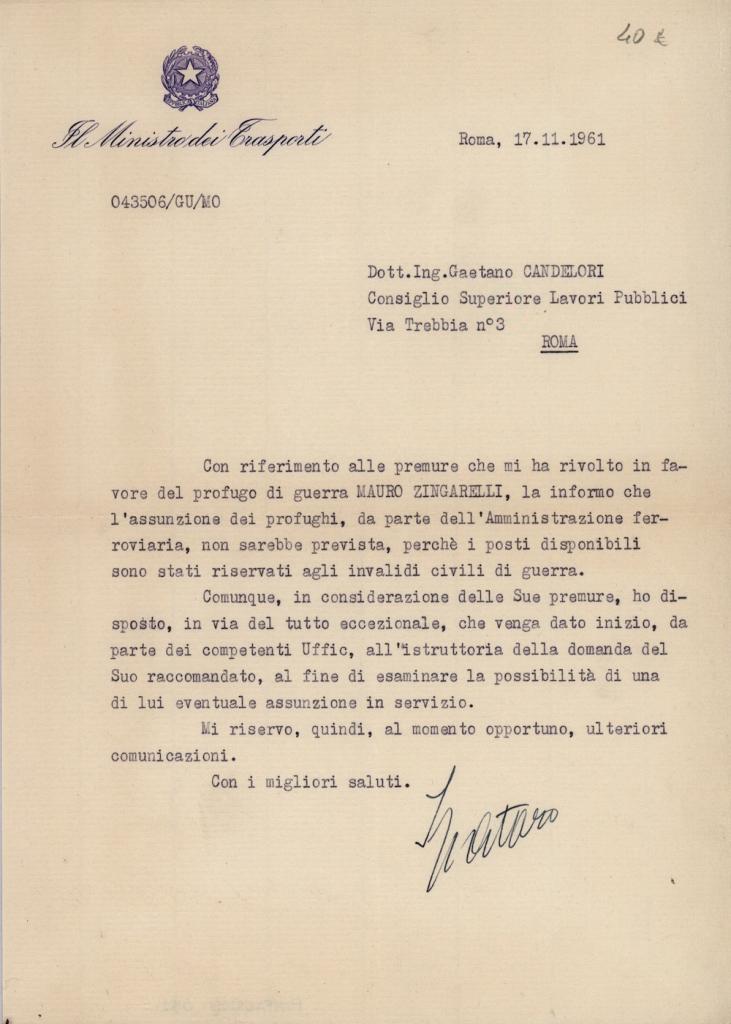 40 €
Il Ministro dei Trasporti
Roma, 17.11.1961
043506/GU/MO
Dott.Ing.Gaetano CANDELORI
Consiglio Superiore Lavori Pubblici
Via Trebbia n°3
ROMA
Con riferimento alle premure che mi ha rivolto in fa-
vore del profugo di guerra MAURO ZINGARELLI, la informo che
l'assunzione dei profughi, da parte dell'Amministrazione fer-
roviaria, non sarebbe prevista, perchè i posti disponibili
sono stati riservati agli invalidi civili di guerra.
Comunque, in considerazione delle Sue premure, ho di-
sposto, in via del tutto eccezionale, che venga dato inizio, da
parte dei competenti Uffic, all'istruttoria della domanda del
Suo raccomandato, al fine di esaminare la possibilità di una
di lui eventuale assunzione in servizio.
Mi riservo, quindi, al momento opportuno, ulteriori
comunicazioni.
Con i migliori saluti.
Spataro